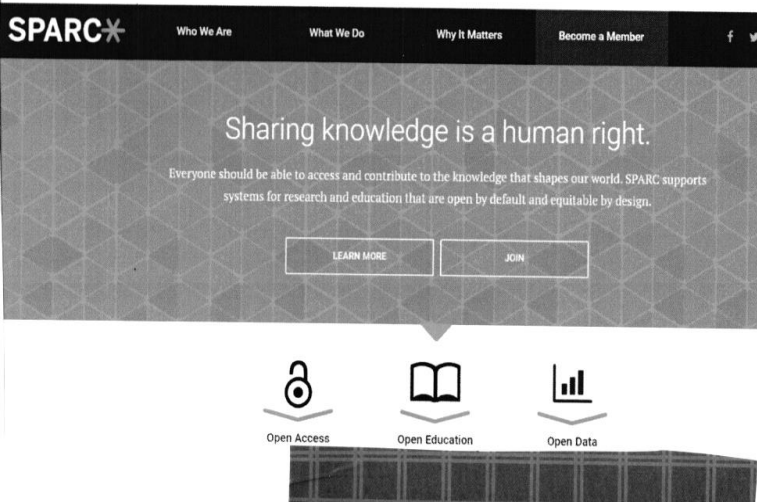 SPARC
Who We Are
What We Do
Why It Matters
Become a Member
Sharing knowledge is a human right.
Everyone should be able to access and contribute to the knowledge that shapes our world. SPARC supports
systems for research and education that are open by default and equitable by design.
LEARN MORE
JOIN
Open Access
Open Education
Open Data